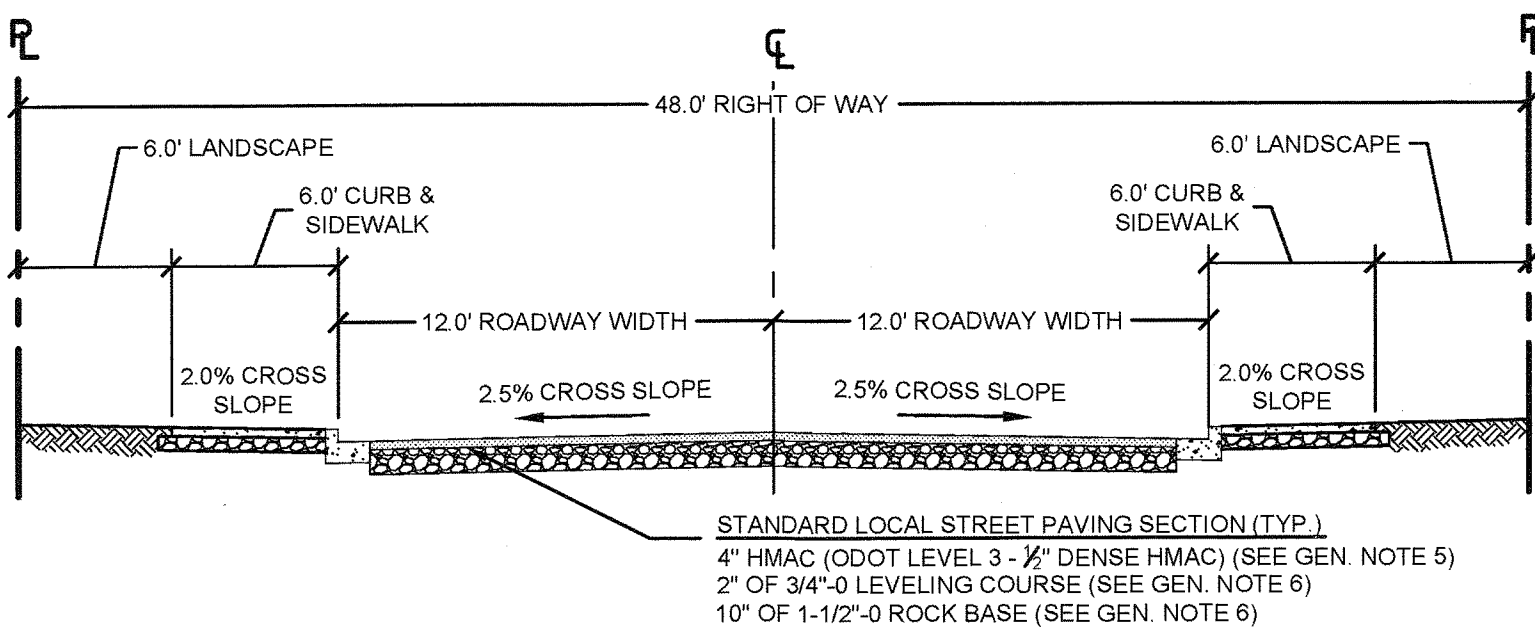 PL
CL
PL
48.0' RIGHT OF WAY
6.0' LANDSCAPE
6.0' LANDSCAPE
6.0' CURB &
SIDEWALK
6.0' CURB &
SIDEWALK
12.0' ROADWAY WIDTH
12.0' ROADWAY WIDTH
2.0% CROSS
SLOPE
2.5% CROSS SLOPE
2.5% CROSS SLOPE
2.0% CROSS
SLOPE
STANDARD LOCAL STREET PAVING SECTION (TYP.)
4" HMAC (ODOT LEVEL 3 - ½" DENSE HMAC) (SEE GEN. NOTE 5)
2" OF 3/4"-0 LEVELING COURSE (SEE GEN. NOTE 6)
10" OF 1-1/2"-0 ROCK BASE (SEE GEN. NOTE 6)